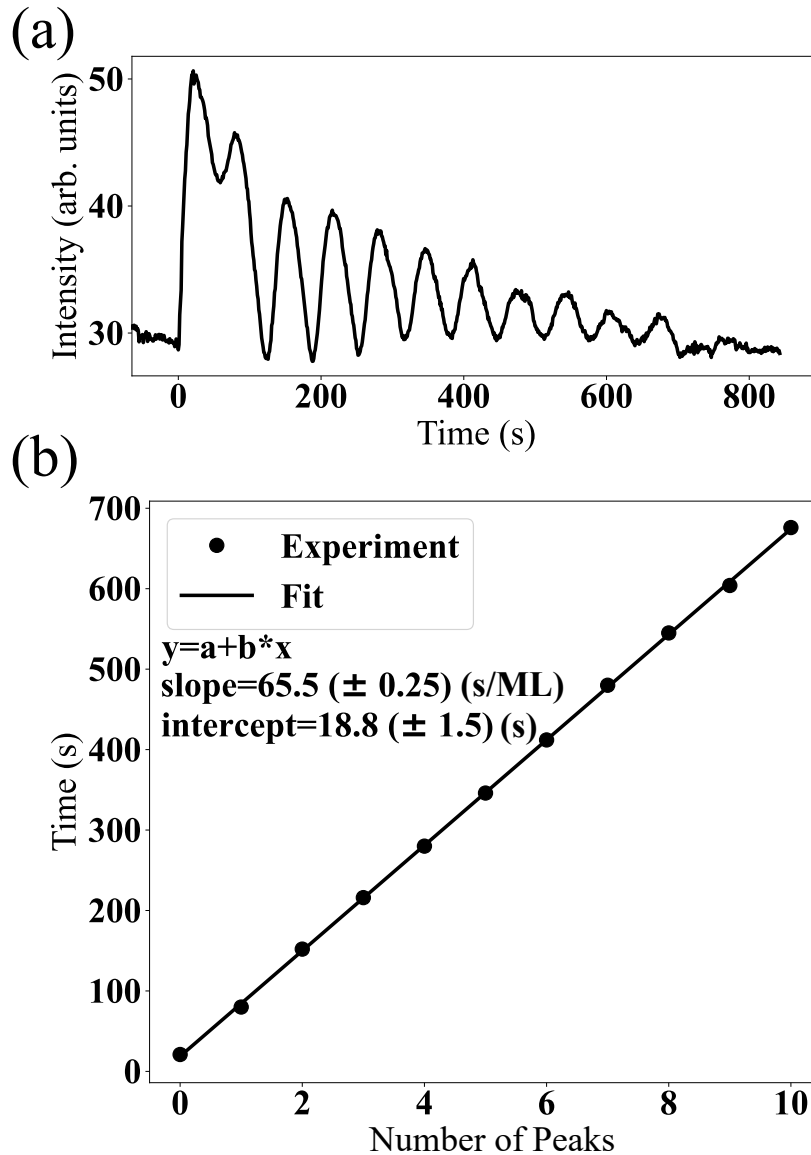 (a)
Intensity (arb. units)
50
40
30
0 200 400 600 800
Time (s)
(b)
Time (s)
700
600
500
400
300
200
100
0
Experiment
Fit
y=a+b*x
slope=65.5 (± 0.25) (s/ML)
intercept=18.8 (± 1.5) (s)
0 2 4 6 8 10
Number of Peaks